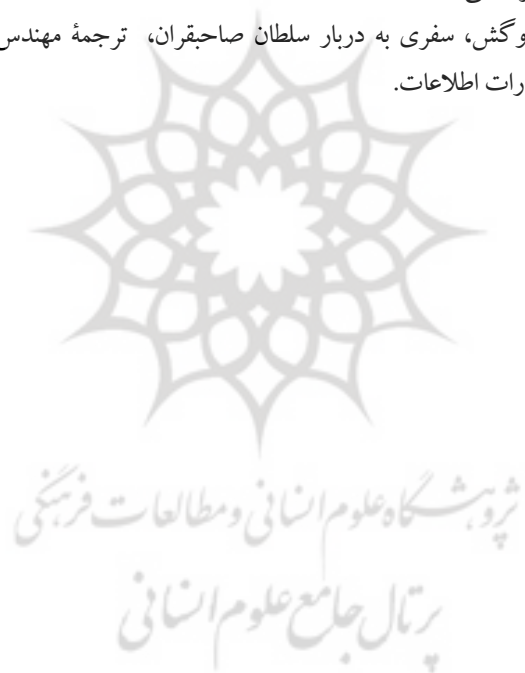 وگش، سفری به دربار سلطان صاحبقران، ترجمهٔ مهندس
رات اطلاعات.
پژوهشگاه علوم انسانی و مطالعات فرهنگی
پرتال جامع علوم انسانی